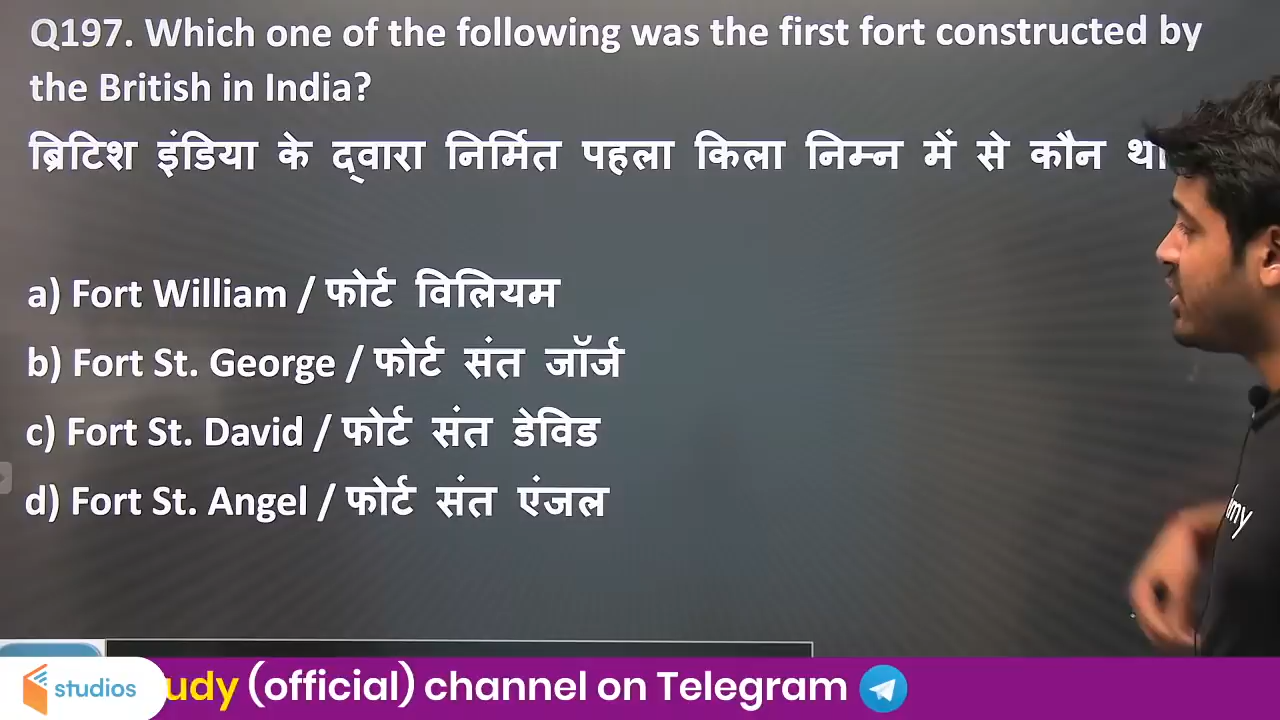 Q197. Which one of the following was the first fort constructed by
the British in India?
ब्रिटिश इंडिया के द्वारा निर्मित पहला किला निम्न में से कौन था
a) Fort William / फोर्ट विलियम
b) Fort St. George / फोर्ट संत जॉर्ज
c) Fort St. David / फोर्ट संत डेविड
d) Fort St. Angel / फोर्ट संत एंजल
my
studios udy (official) channel on Telegram